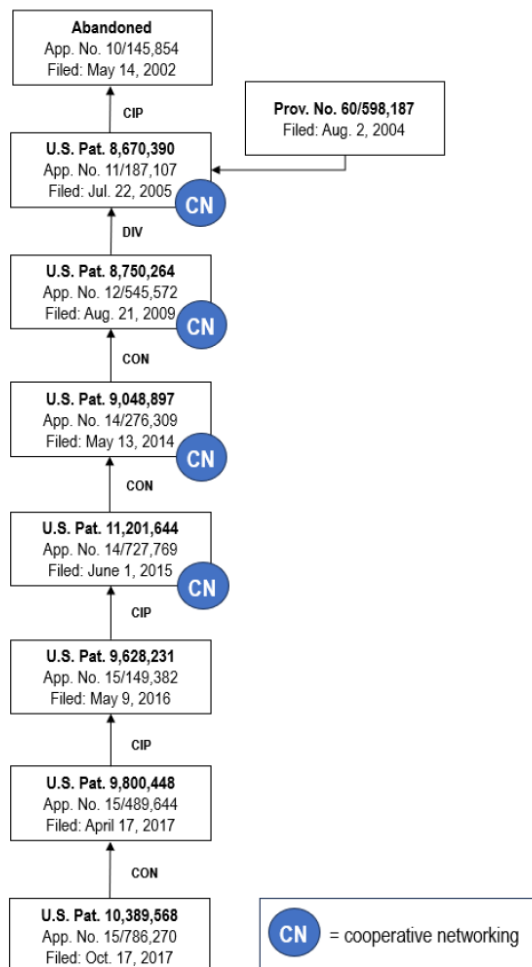 Abandoned
App. No. 10/145,854
Filed: May 14, 2002
CIP
Prov. No. 60/598,187
Filed: Aug. 2, 2004
U.S. Pat. 8,670,390
App. No. 11/187,107
Filed: Jul. 22, 2005
CN
DIV
U.S. Pat. 8,750,264
App. No. 12/545,572
Filed: Aug. 21, 2009
CN
CON
U.S. Pat. 9,048,897
App. No. 14/276,309
Filed: May 13, 2014
CN
CON
U.S. Pat. 11,201,644
App. No. 14/727,769
Filed: June 1, 2015
CN
CIP
U.S. Pat. 9,628,231
App. No. 15/149,382
Filed: May 9, 2016
CIP
U.S. Pat. 9,800,448
App. No. 15/489,644
Filed: April 17, 2017
CON
U.S. Pat. 10,389,568
App. No. 15/786,270
Filed: Oct. 17, 2017
CN = cooperative networking